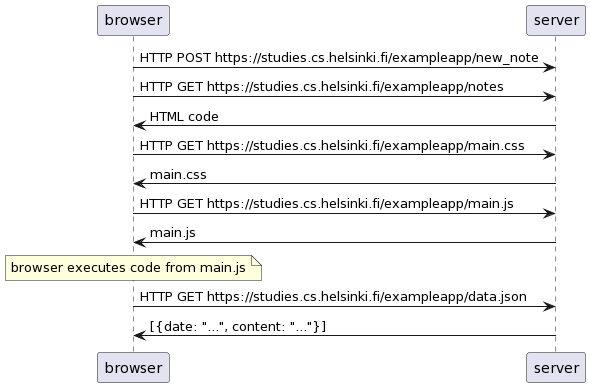 browser server
HTTP POST https://studies.cs.helsinki.fi/exampleapp/new_note
HTTP GET https://studies.cs.helsinki.fi/exampleapp/notes
HTML code
HTTP GET https://studies.cs.helsinki.fi/exampleapp/main.css
main.css
HTTP GET https://studies.cs.helsinki.fi/exampleapp/main.js
main.js
browser executes code from main.js
HTTP GET https://studies.cs.helsinki.fi/exampleapp/data.json
[{date: "...", content: "..."}]
browser server